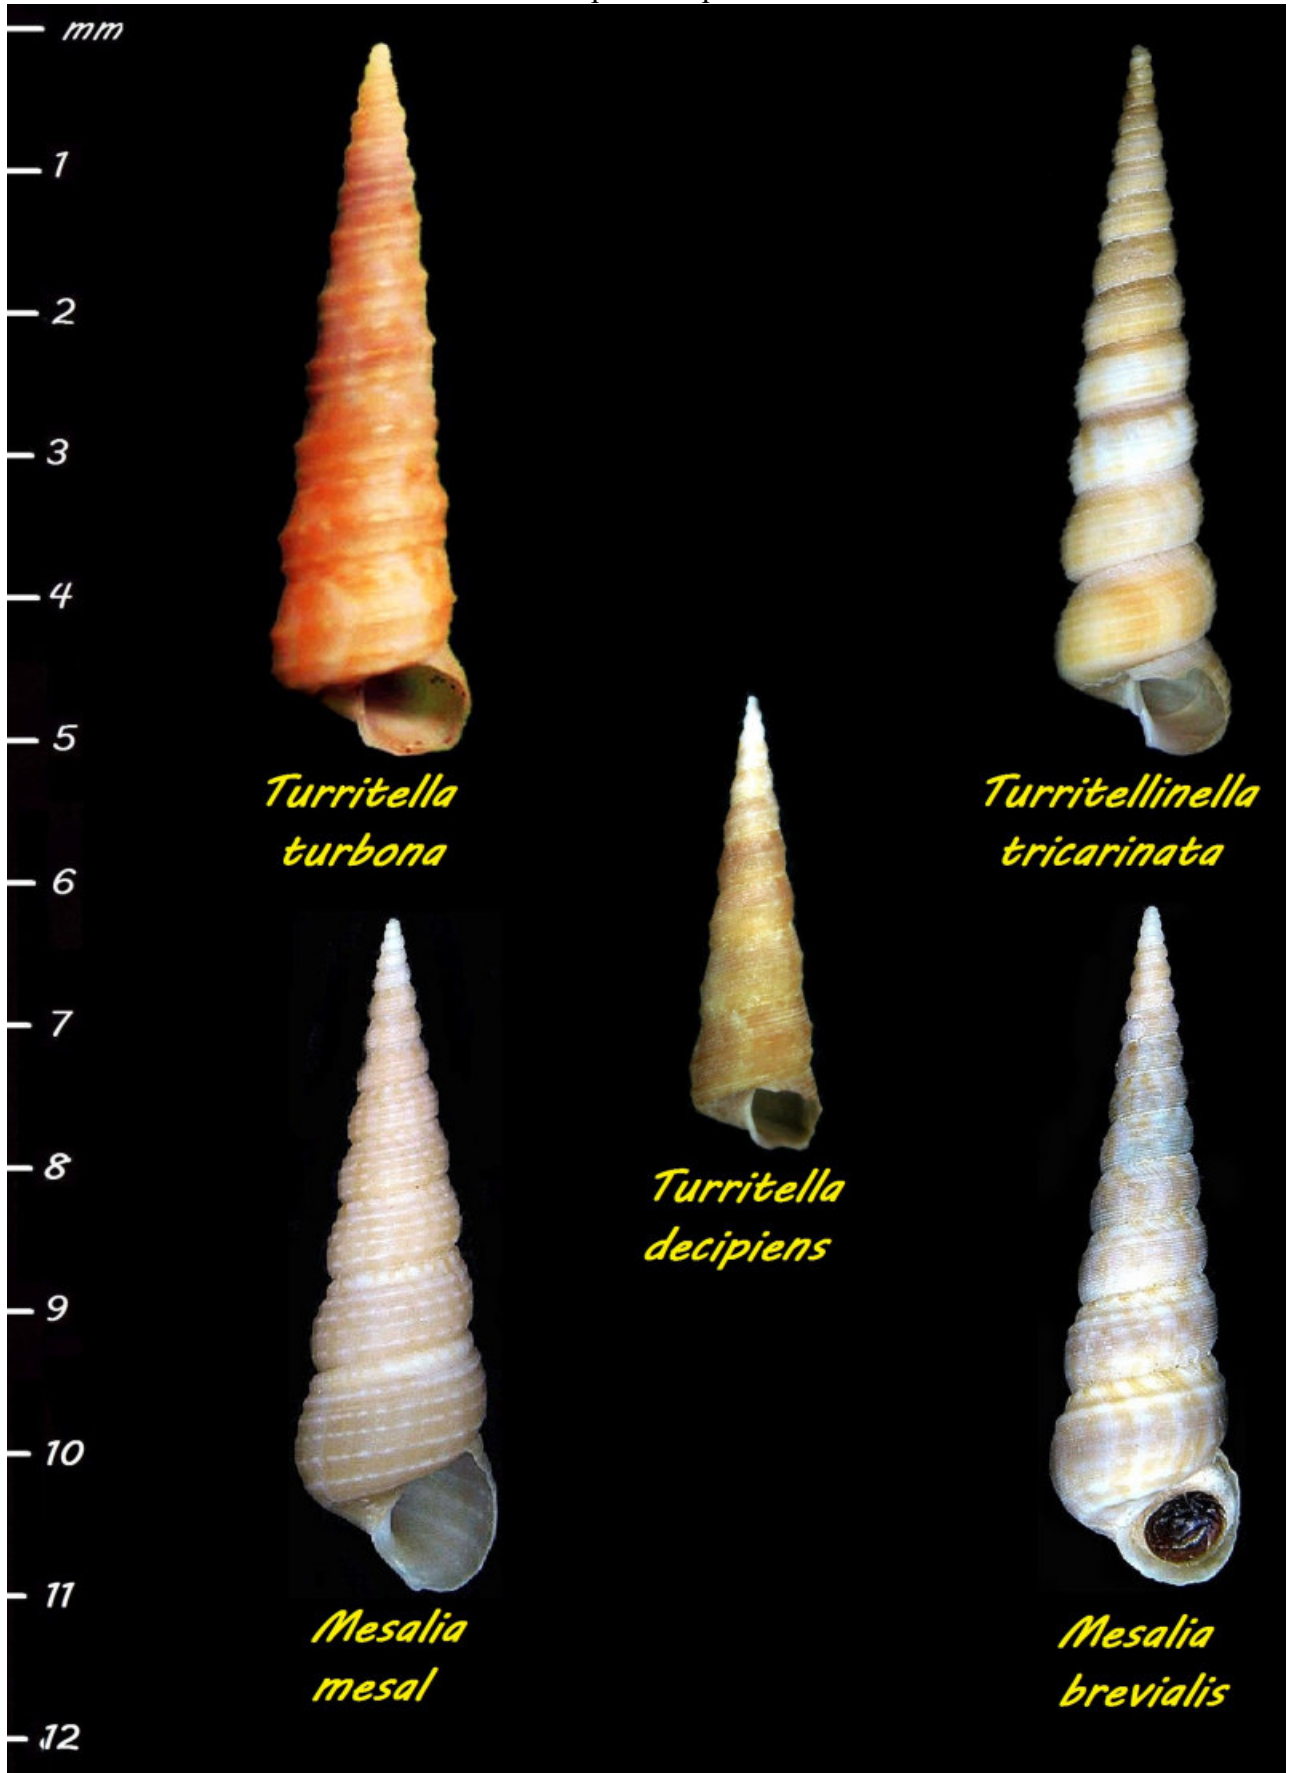 mm
1
2
3
4
5
Turritella
turbona
Turritellinella
tricarinata
6
7
8
Turritella
decipiens
9
10
11
Mesalia
mesal
Mesalia
brevialis
12